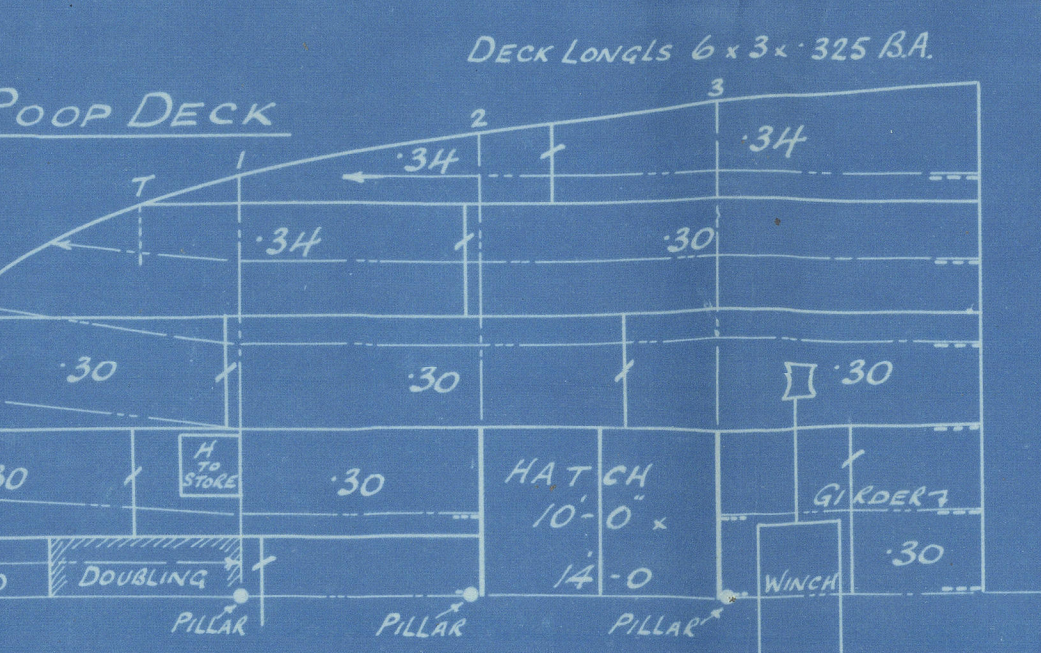 DECK LONGLS 6 x 3 x .325 B.A.
POOP DECK
3
2
1
T
.34
.34
.34
.30
.30
.30
.30
H
TO
STORE
.30
HATCH
10'-0" x
14'-0
GIRDER
.30
DOUBLING
WINCH
PILLAR
PILLAR
PILLAR